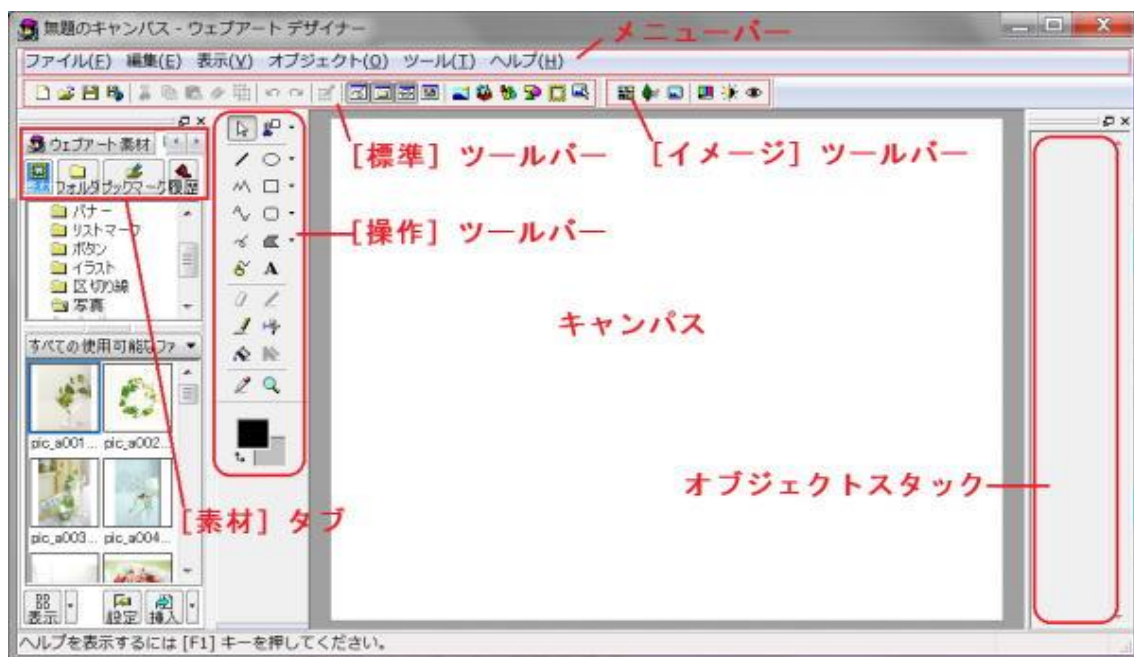 無題のキャンバス - ウェブアート デザイナー
メニューバー
ファイル(F) 編集(E) 表示(V) オブジェクト(O) ツール(T) ヘルプ(H)
[標準] ツールバー
[イメージ] ツールバー
ウェブアート素材
フォルダ ブックマーク 履歴
バナー
リストマーク
ボタン
イラスト
区切り線
写真
[操作] ツールバー
A
キャンパス
すべての使用可能なファ
pic_a001... pic_a002...
pic_a003... pic_a004...
オブジェクトスタック
[素材] タブ
表示 設定 挿入
ヘルプを表示するには [F1] キーを押してください。